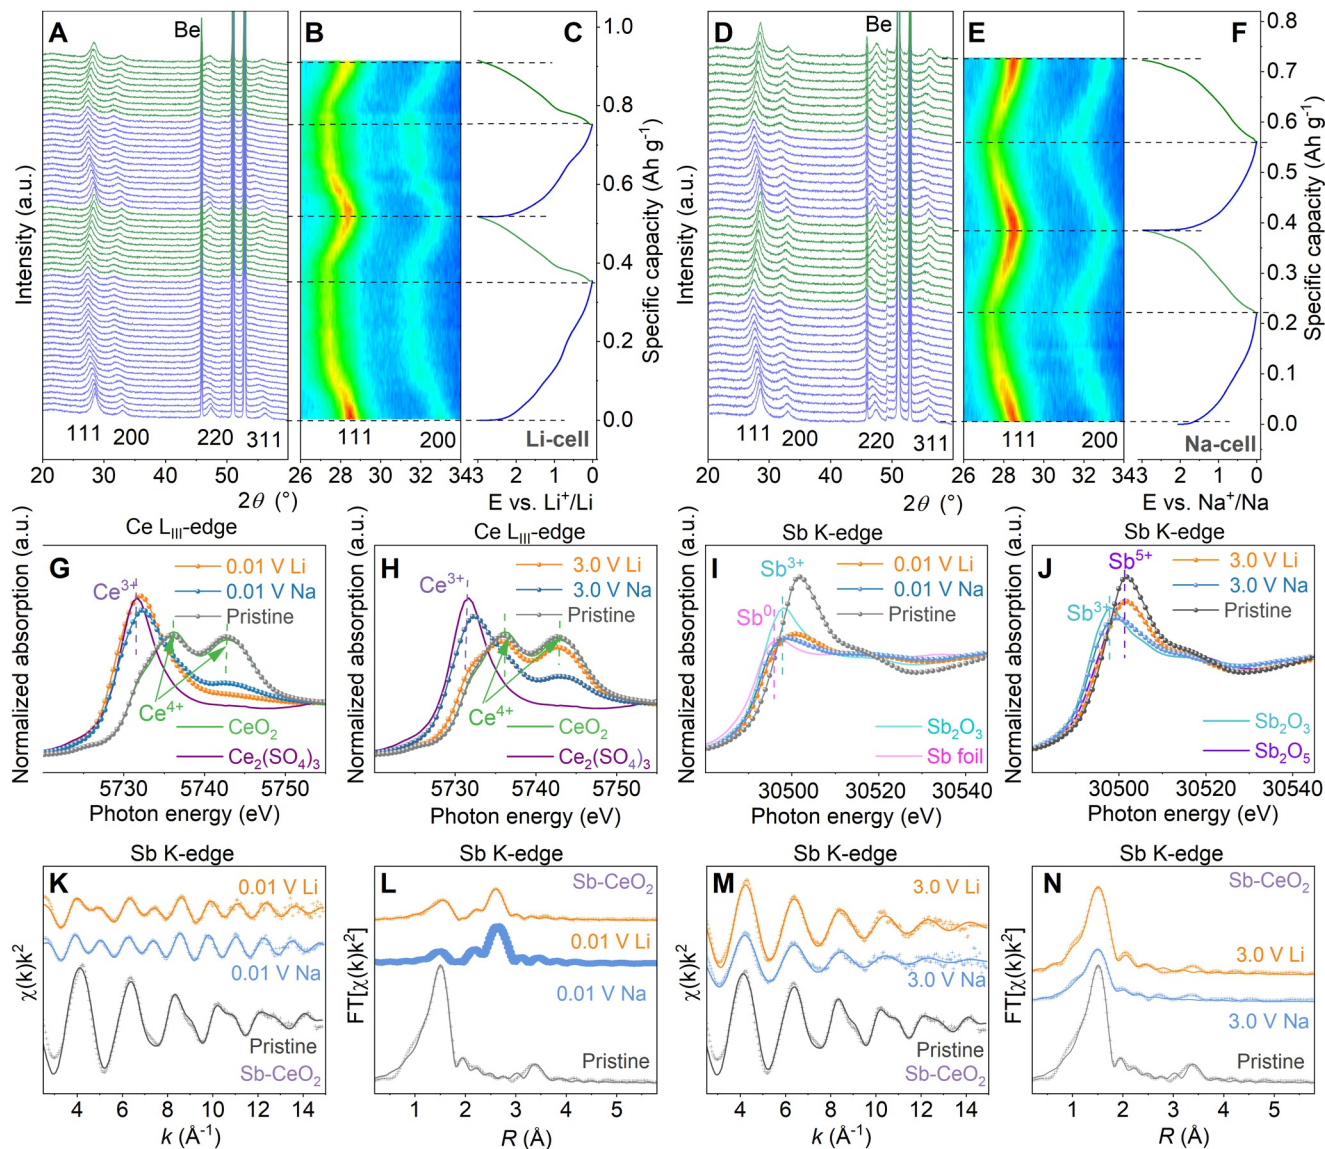 A
Be
B
C
1.0
0.8
0.6
0.4
0.2
0.0
Intensity (a.u.)
Specific capacity (Ah g⁻¹)
111 200 220 311
111 200
Li-cell
20 30 40 50
26 28 30 32 34
3 2 1 0
2θ (°)
E vs. Li⁺/Li
D
Be
E
F
0.8
0.7
0.6
0.5
0.4
0.3
0.2
0.1
0.0
Intensity (a.u.)
Specific capacity (Ah g⁻¹)
111 200 220 311
111 200
Na-cell
20 30 40 50
26 28 30 32 34
3 2 1 0
2θ (°)
E vs. Na⁺/Na
Ce LIII-edge
G
Ce³⁺
0.01 V Li
0.01 V Na
Pristine
Ce⁴⁺
CeO₂
Ce₂(SO₄)₃
Normalized absorption (a.u.)
5730 5740 5750
Photon energy (eV)
Ce LIII-edge
H
Ce³⁺
3.0 V Li
3.0 V Na
Pristine
Ce⁴⁺
CeO₂
Ce₂(SO₄)₃
Normalized absorption (a.u.)
5730 5740 5750
Photon energy (eV)
Sb K-edge
I
Sb³⁺
Sb⁰
0.01 V Li
0.01 V Na
Pristine
Sb₂O₃
Sb foil
Normalized absorption (a.u.)
30500 30520 30540
Photon energy (eV)
Sb K-edge
J
Sb⁵⁺
Sb³⁺
3.0 V Li
3.0 V Na
Pristine
Sb₂O₃
Sb₂O₅
Normalized absorption (a.u.)
30500 30520 30540
Photon energy (eV)
Sb K-edge
K
0.01 V Li
0.01 V Na
Pristine
Sb-CeO₂
χ(k)k²
4 6 8 10 12 14
k (Å⁻¹)
Sb K-edge
L
Sb-CeO₂
0.01 V Li
0.01 V Na
Pristine
FT[χ(k)k²]
1 2 3 4 5
R (Å)
Sb K-edge
M
3.0 V Li
3.0 V Na
Pristine
Sb-CeO₂
χ(k)k²
4 6 8 10 12 14
k (Å⁻¹)
Sb K-edge
N
Sb-CeO₂
3.0 V Li
3.0 V Na
Pristine
FT[χ(k)k²]
1 2 3 4 5
R (Å)